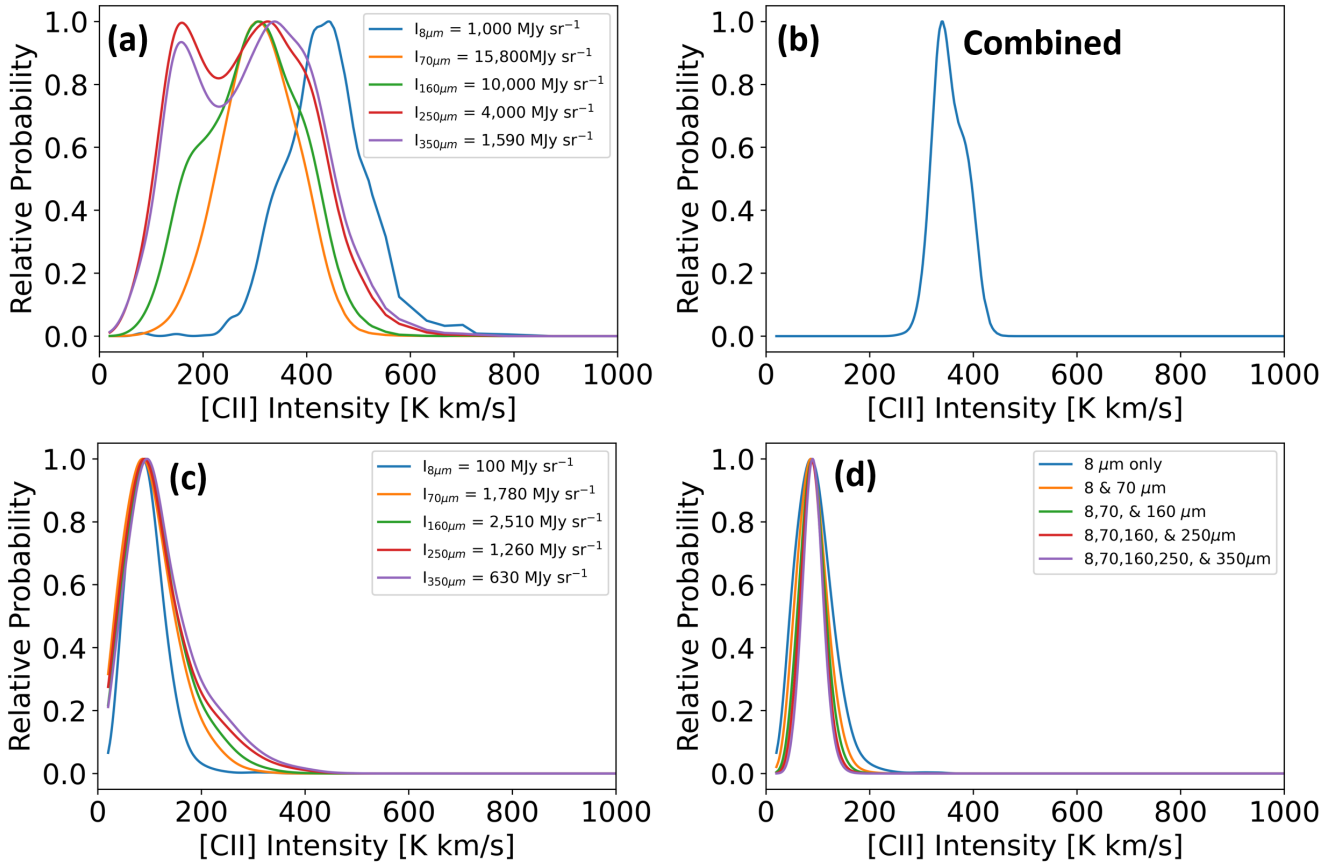 (a)
I8μm = 1,000 MJy sr⁻¹
I70μm = 15,800MJy sr⁻¹
I160μm = 10,000 MJy sr⁻¹
I250μm = 4,000 MJy sr⁻¹
I350μm = 1,590 MJy sr⁻¹
Relative Probability
1.0
0.8
0.6
0.4
0.2
0.0
0 200 400 600 800 1000
[CII] Intensity [K km/s]
(b)
Combined
Relative Probability
1.0
0.8
0.6
0.4
0.2
0.0
0 200 400 600 800 1000
[CII] Intensity [K km/s]
(c)
I8μm = 100 MJy sr⁻¹
I70μm = 1,780 MJy sr⁻¹
I160μm = 2,510 MJy sr⁻¹
I250μm = 1,260 MJy sr⁻¹
I350μm = 630 MJy sr⁻¹
Relative Probability
1.0
0.8
0.6
0.4
0.2
0.0
0 200 400 600 800 1000
[CII] Intensity [K km/s]
(d)
8 μm only
8 & 70 μm
8,70, & 160 μm
8,70,160, & 250μm
8,70,160,250, & 350μm
Relative Probability
1.0
0.8
0.6
0.4
0.2
0.0
0 200 400 600 800 1000
[CII] Intensity [K km/s]